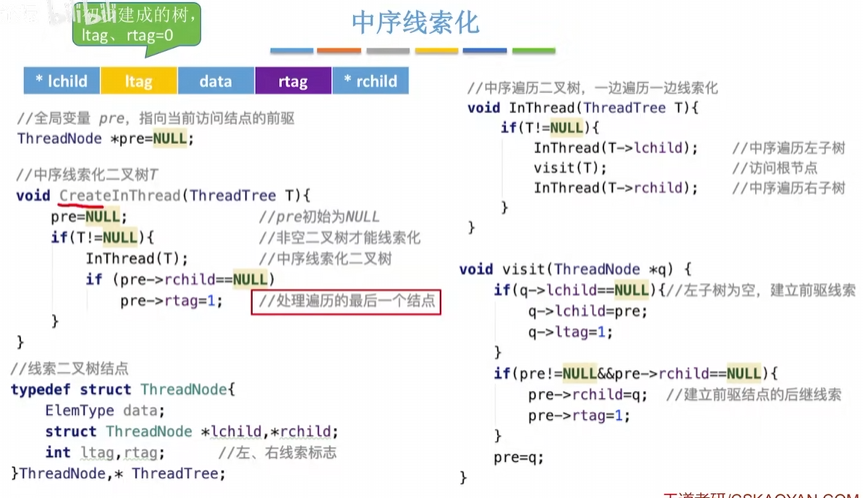 bilibili
初步建成的树，
ltag、rtag=0
中序线索化
* lchild ltag data rtag * rchild
//全局变量 pre，指向当前访问结点的前驱
ThreadNode *pre=NULL;
//中序线索化二叉树T
void CreateInThread(ThreadTree T){
pre=NULL; //pre初始为NULL
if(T!=NULL){ //非空二叉树才能线索化
InThread(T); //中序线索化二叉树
if (pre->rchild==NULL)
pre->rtag=1; //处理遍历的最后一个结点
}
}
//线索二叉树结点
typedef struct ThreadNode{
ElemType data;
struct ThreadNode *lchild,*rchild;
int ltag,rtag; //左、右线索标志
}ThreadNode,* ThreadTree;
//中序遍历二叉树，一边遍历一边线索化
void InThread(ThreadTree T){
if(T!=NULL){
InThread(T->lchild); //中序遍历左子树
visit(T); //访问根节点
InThread(T->rchild); //中序遍历右子树
}
}
void visit(ThreadNode *q) {
if(q->lchild==NULL){//左子树为空，建立前驱线索
q->lchild=pre;
q->ltag=1;
}
if(pre!=NULL&&pre->rchild==NULL){
pre->rchild=q; //建立前驱结点的后继线索
pre->rtag=1;
}
pre=q;
}
王道考研/CSKAOYAN.COM